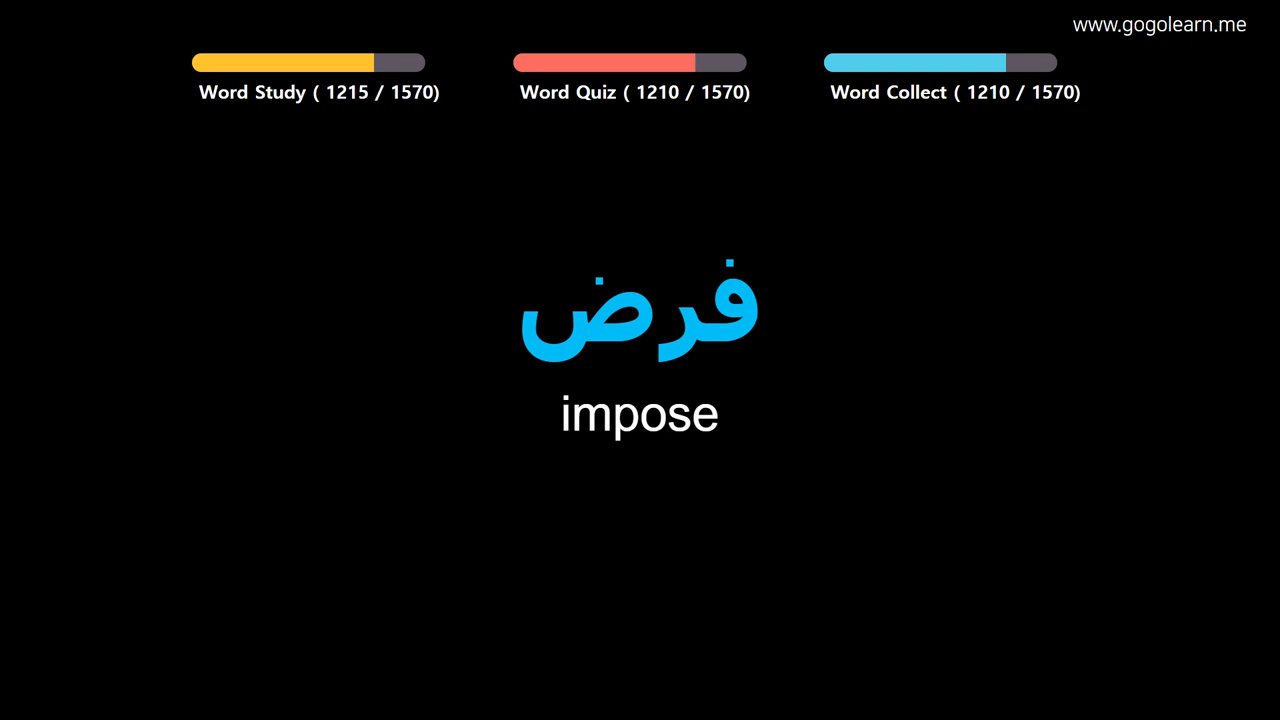 www.gogolearn.me
Word Study ( 1215 / 1570)
Word Quiz ( 1210 / 1570)
Word Collect ( 1210 / 1570)
فرض
impose